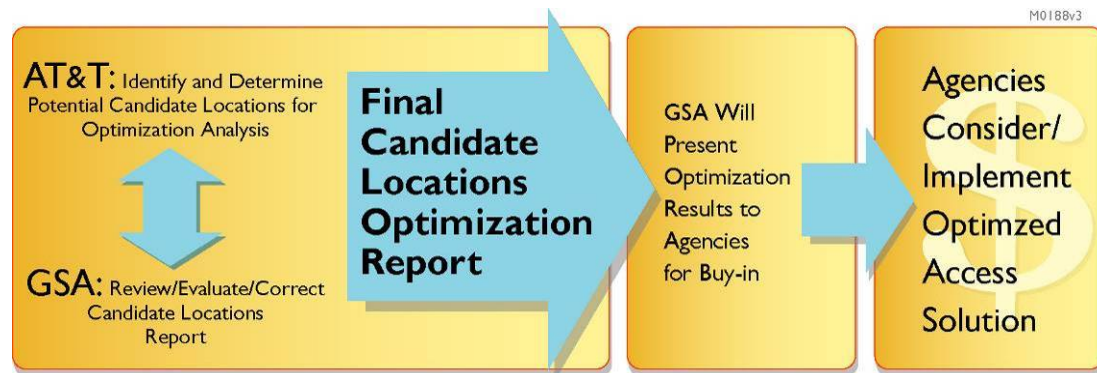 M0188v3
AT&T: Identify and Determine
Potential Candidate Locations for
Optimization Analysis
GSA: Review/Evaluate/Correct
Candidate Locations
Report
Final
Candidate
Locations
Optimization
Report
GSA Will
Present
Optimization
Results to
Agencies
for Buy-in
$
Agencies
Consider/
Implement
Optimzed
Access
Solution